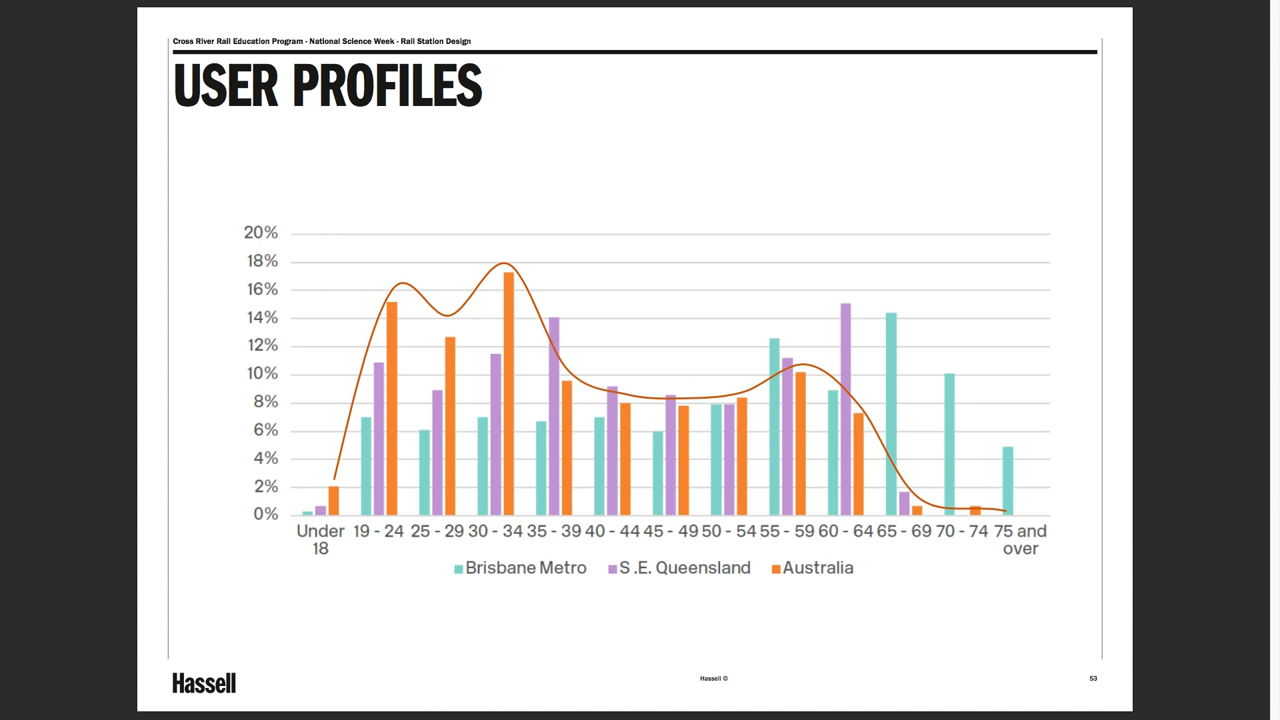 Cross River Rail Education Program - National Science Week - Rail Station Design
USER PROFILES
20%
18%
16%
14%
12%
10%
8%
6%
4%
2%
0%
Under 18
19 - 24
25 - 29
30 - 34
35 - 39
40 - 44
45 - 49
50 - 54
55 - 59
60 - 64
65 - 69
70 - 74
75 and over
Brisbane Metro
S .E. Queensland
Australia
Hassell
Hassell ©
53